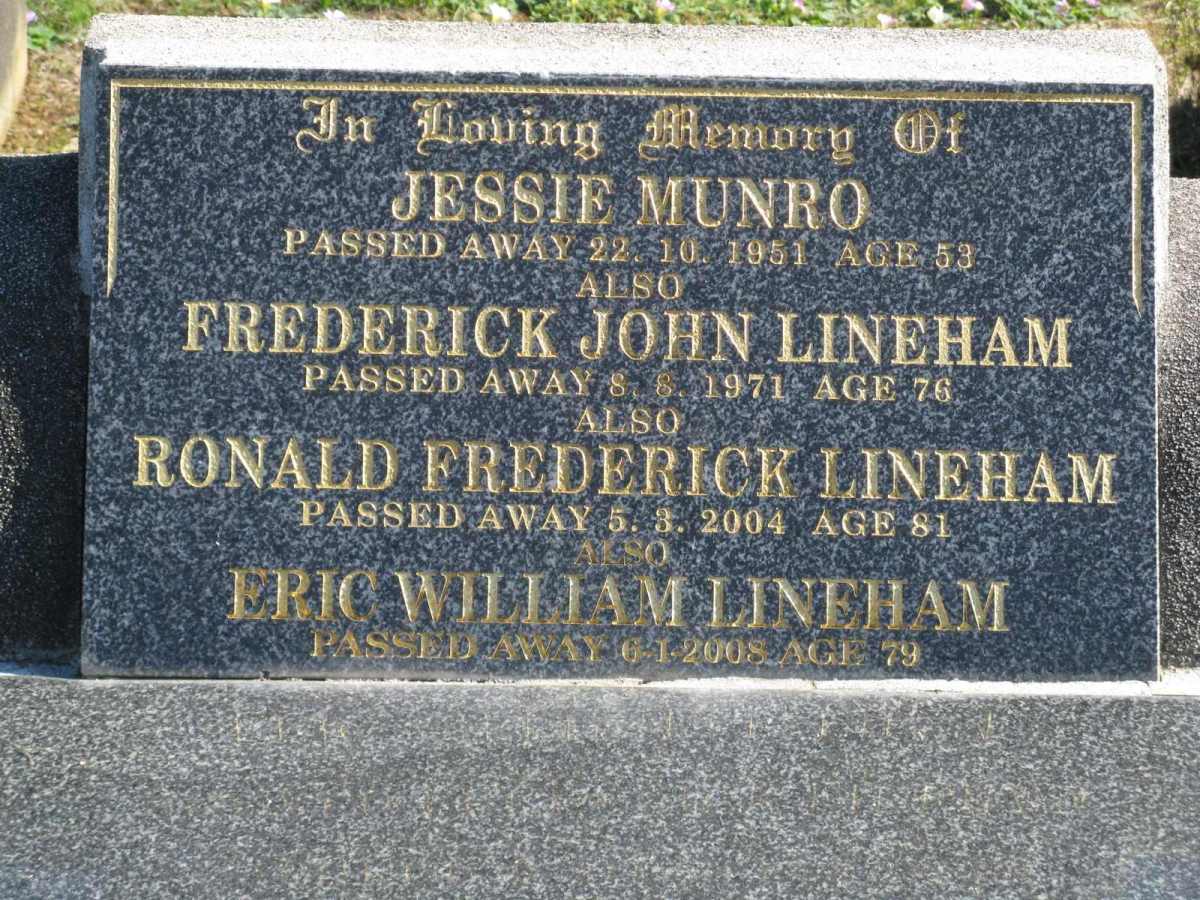 In Loving Memory Of
JESSIE MUNRO
PASSED AWAY 22. 10. 1951 AGE 53
ALSO
FREDERICK JOHN LINEHAM
PASSED AWAY 8. 8. 1971 AGE 76
ALSO
RONALD FREDERICK LINEHAM
PASSED AWAY 5. 3. 2004 AGE 81
ALSO
ERIC WILLIAM LINEHAM
PASSED AWAY 6-1-2008 AGE 79